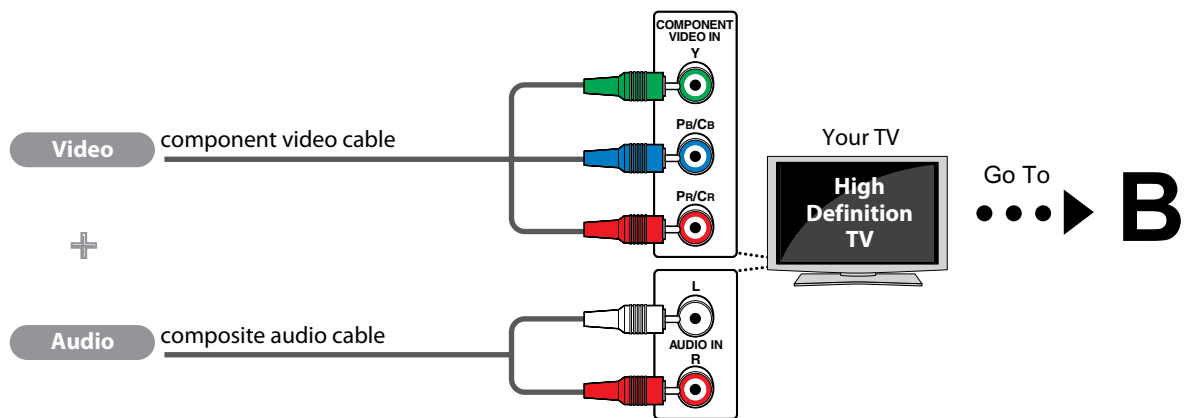 COMPONENT
VIDEO IN
Y
Video
component video cable
PB/CB
PR/CR
Your TV
High
Definition
TV
Go To
B
Audio
composite audio cable
L
AUDIO IN
R